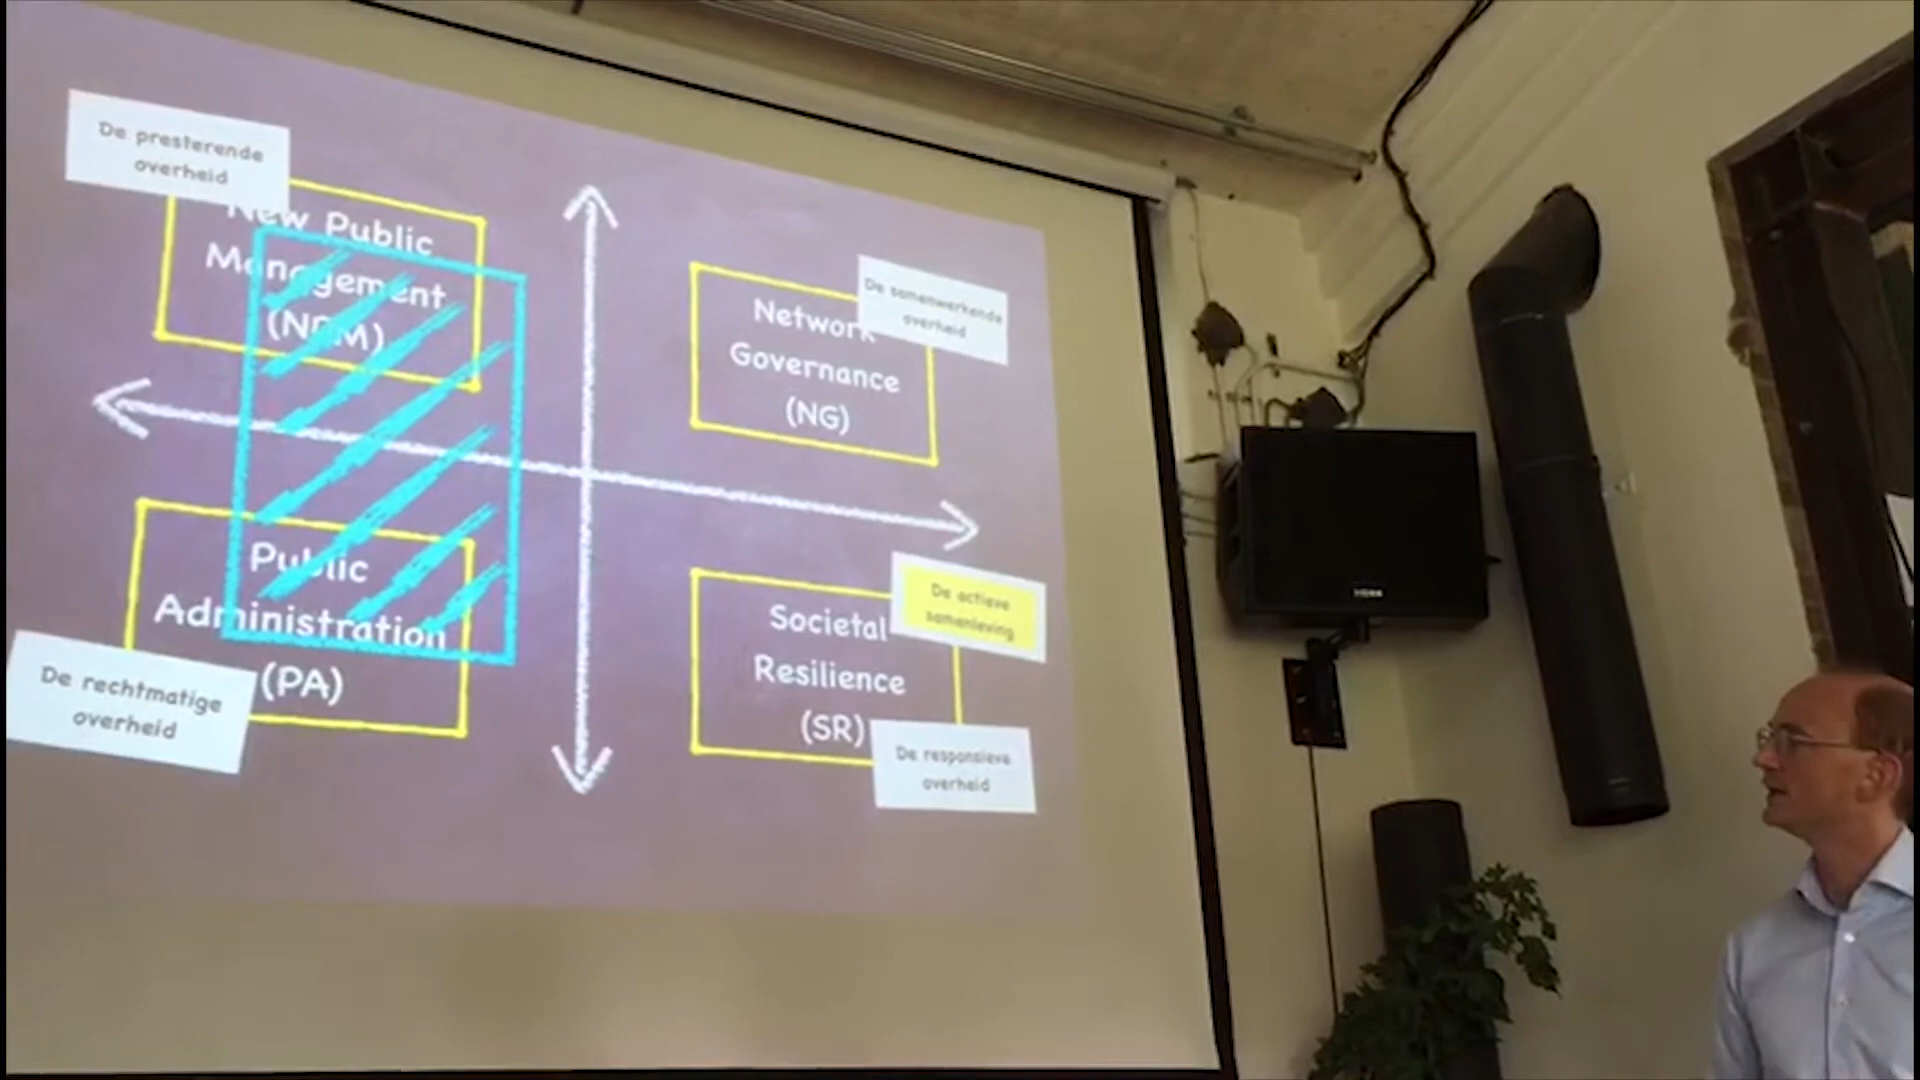 De presterende
overheid
New Public
Management
(NPM)
De samenwerkende
overheid
Network
Governance
(NG)
Public
Administration
(PA)
De rechtmatige
overheid
De actieve
samenleving
Societal
Resilience
(SR)
De responsieve
overheid